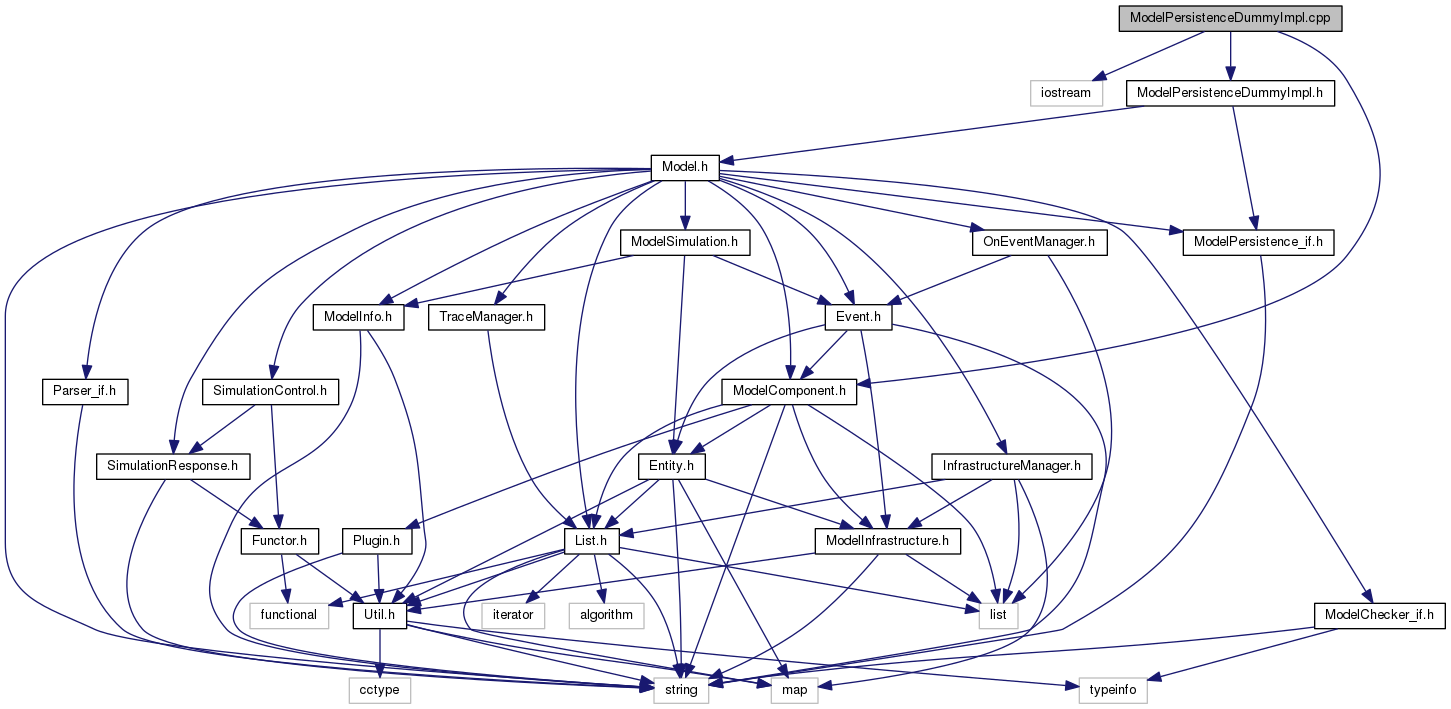 ModelPersistenceDummyImpl.cpp
iostream
ModelPersistenceDummyImpl.h
Model.h
ModelSimulation.h
OnEventManager.h
ModelPersistence_if.h
ModelInfo.h
TraceManager.h
Event.h
Parser_if.h
SimulationControl.h
ModelComponent.h
SimulationResponse.h
Entity.h
InfrastructureManager.h
Functor.h
Plugin.h
List.h
ModelInfrastructure.h
functional
Util.h
iterator
algorithm
list
ModelChecker_if.h
cctype
string
map
typeinfo